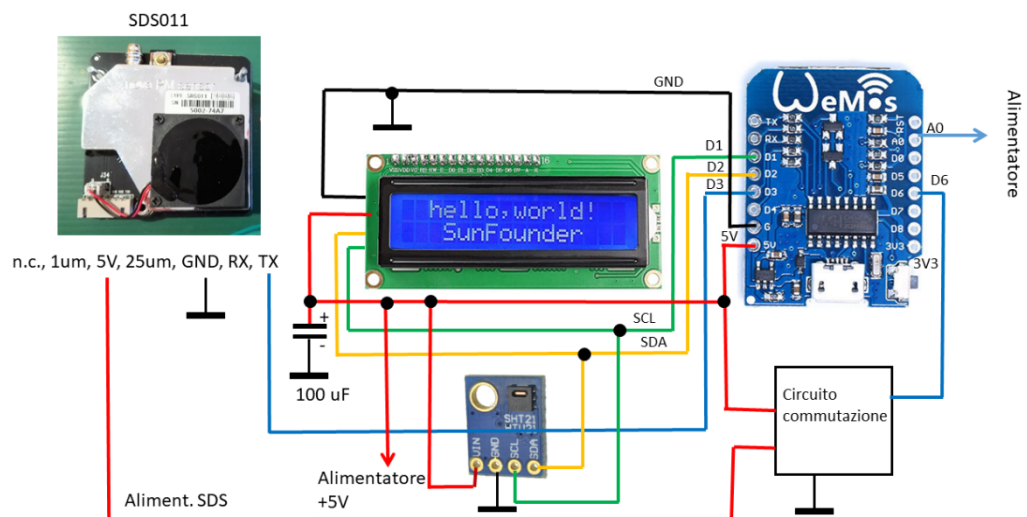 SDS011
5002-74A7
n.c., 1um, 5V, 25um, GND, RX, TX
GND
D1
D2
D3
5V
hello,world!
SunFounder
WeMos
TX
RX
D1
D2
D3
D4
G
5V
RST
A0
D0
D5
D6
D7
D8
3V3
3V3
A0
D6
Alimentatore
+
-
100 uF
SCL
SDA
SHT21
VIN
GND
SCL
SDA
Alimentatore
+5V
Circuito
commutazione
Aliment. SDS